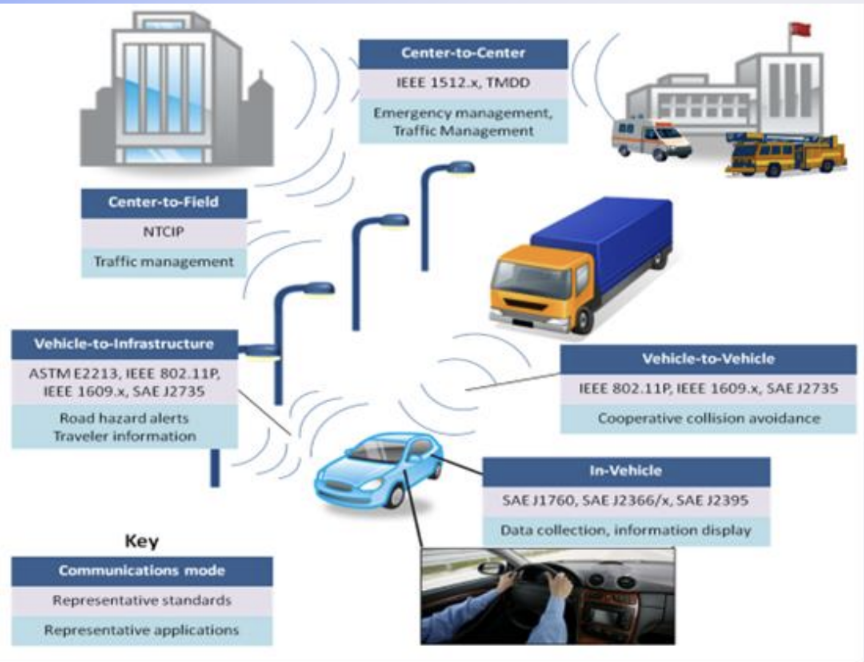 Center-to-Center
IEEE 1512.x, TMDD
Emergency management,
Traffic Management
Center-to-Field
NTCIP
Traffic management
Vehicle-to-Infrastructure
ASTM E2213, IEEE 802.11P,
IEEE 1609.x, SAE J2735
Road hazard alerts
Traveler information
Vehicle-to-Vehicle
IEEE 802.11P, IEEE 1609.x, SAE J2735
Cooperative collision avoidance
In-Vehicle
SAE J1760, SAE J2366/x, SAE J2395
Data collection, information display
Key
Communications mode
Representative standards
Representative applications